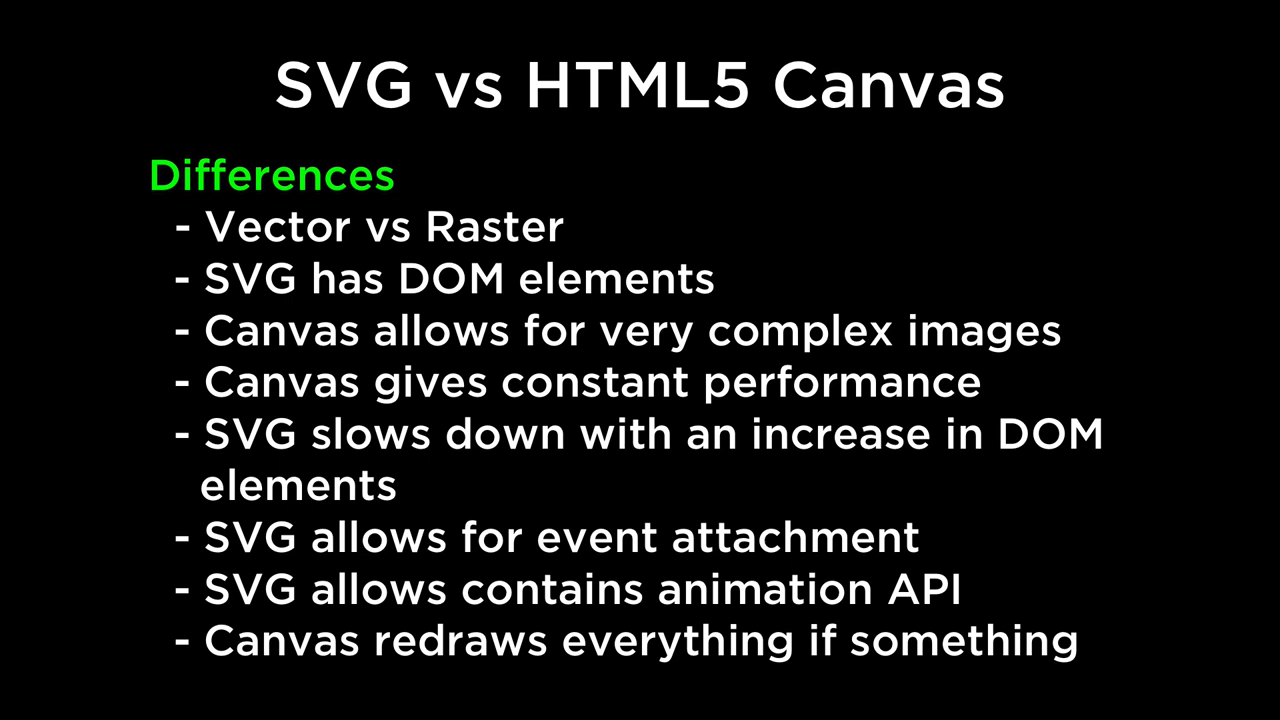 SVG vs HTML5 Canvas
Differences
- Vector vs Raster
- SVG has DOM elements
- Canvas allows for very complex images
- Canvas gives constant performance
- SVG slows down with an increase in DOM
elements
- SVG allows for event attachment
- SVG allows contains animation API
- Canvas redraws everything if something